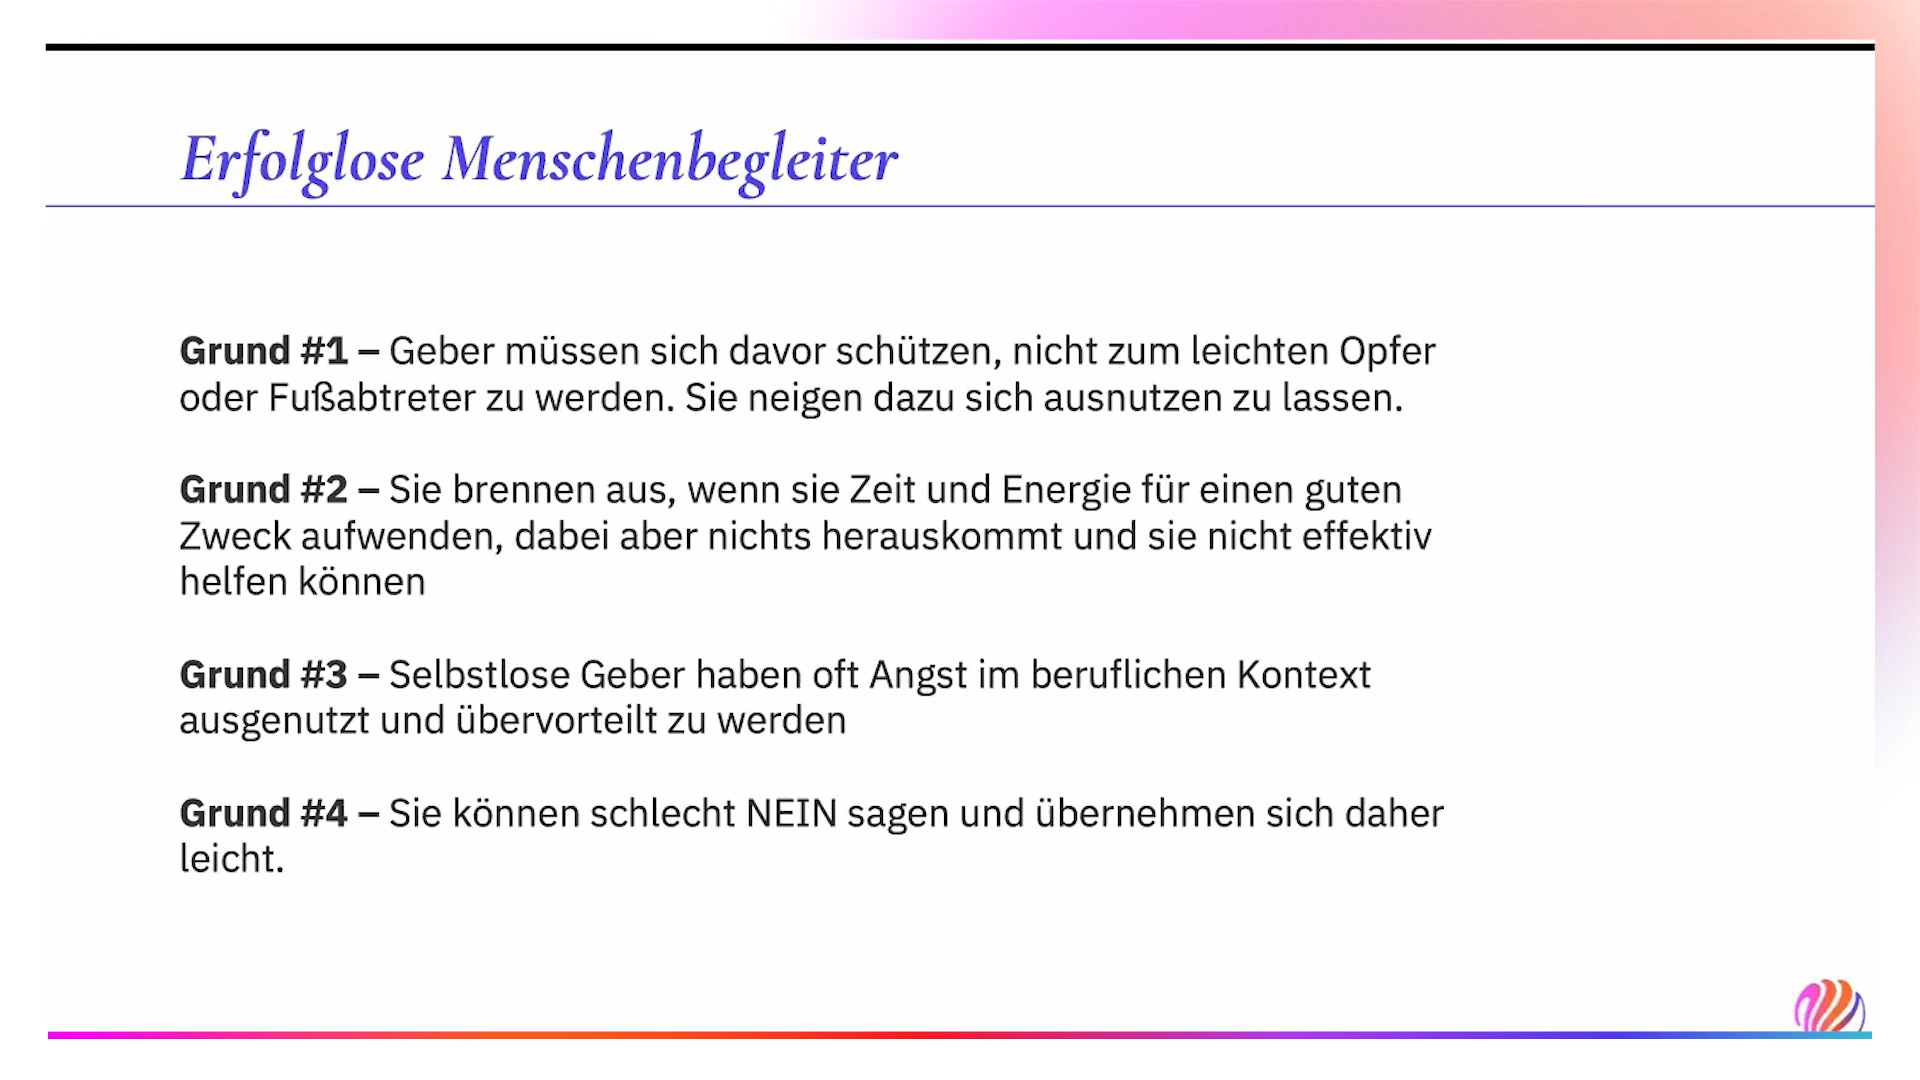 Erfolglose Menschenbegleiter
Grund #1 – Geber müssen sich davor schützen, nicht zum leichten Opfer
oder Fußabtreter zu werden. Sie neigen dazu sich ausnutzen zu lassen.
Grund #2 – Sie brennen aus, wenn sie Zeit und Energie für einen guten
Zweck aufwenden, dabei aber nichts herauskommt und sie nicht effektiv
helfen können
Grund #3 – Selbstlose Geber haben oft Angst im beruflichen Kontext
ausgenutzt und übervorteilt zu werden
Grund #4 – Sie können schlecht NEIN sagen und übernehmen sich daher
leicht.